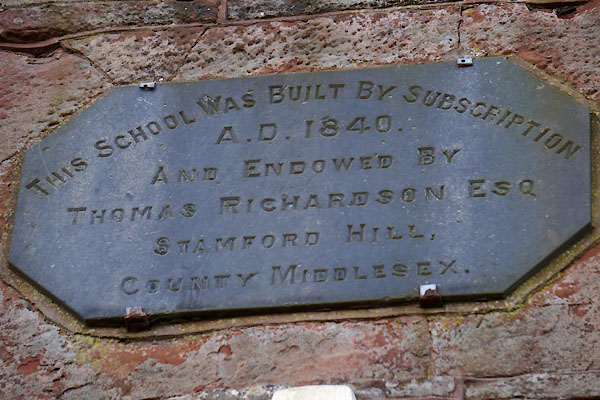 THIS SCHOOL WAS BUILT BY SUBSCRIPTION
A.D. 1840.
AND ENDOWED BY
THOMAS RICHARDSON ESQ
STAMFORD HILL,
COUNTY MIDDLESEX.